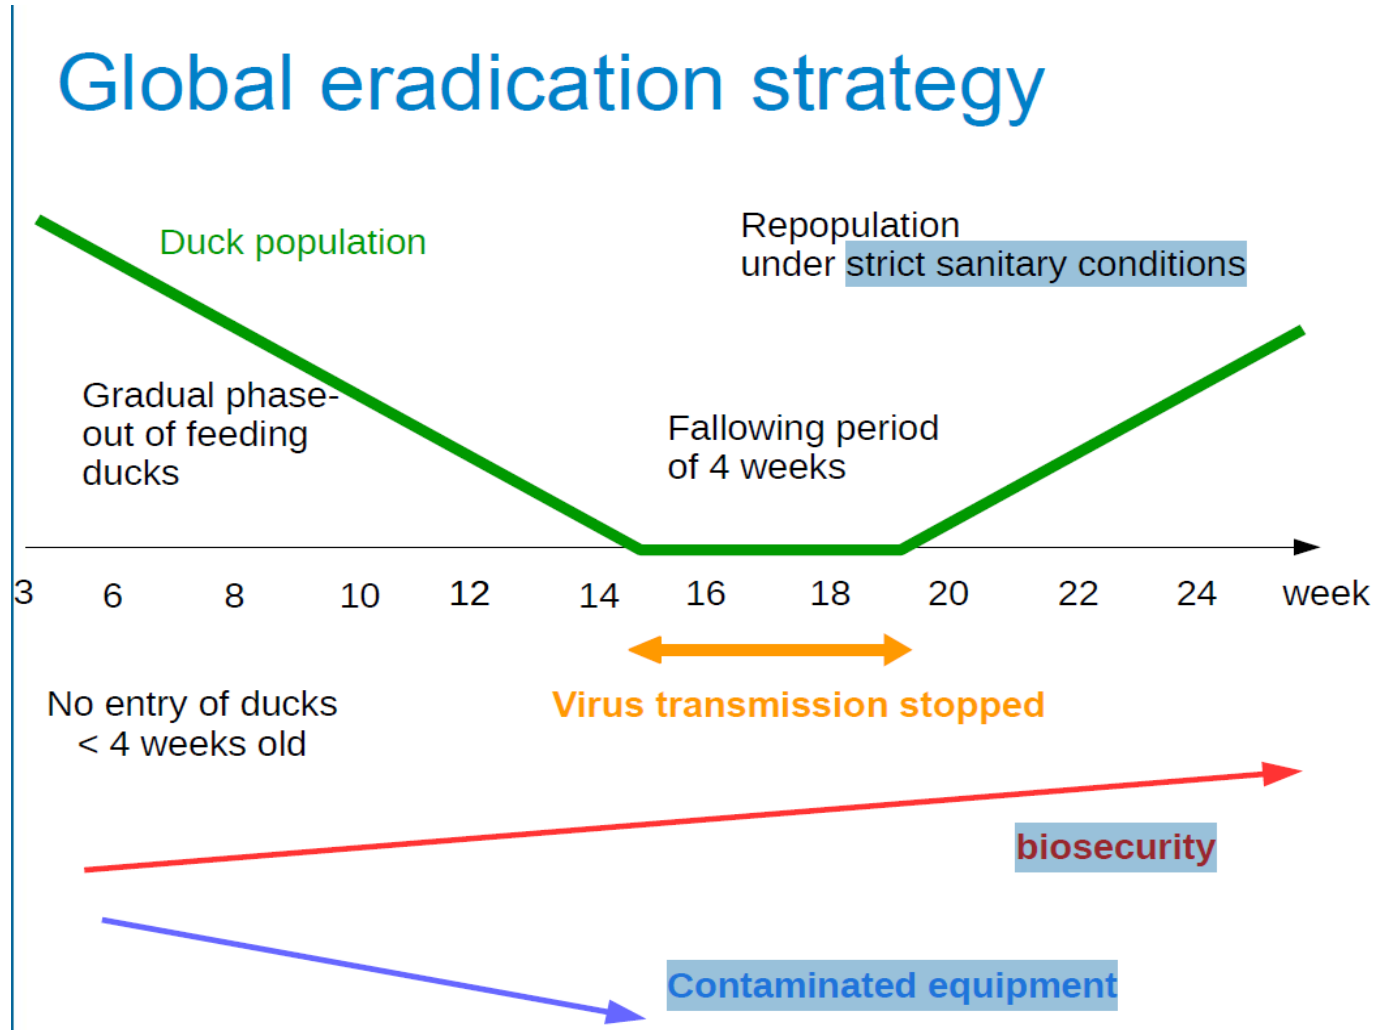 Global eradication strategy
Duck population
Repopulation
under strict sanitary conditions
Gradual phase-
out of feeding
ducks
Fallowing period
of 4 weeks
3 6 8 10 12 14 16 18 20 22 24 week
No entry of ducks
< 4 weeks old
Virus transmission stopped
biosecurity
Contaminated equipment